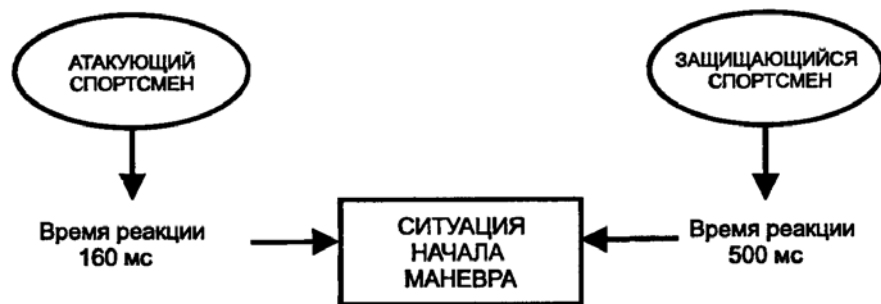 АТАКУЮЩИЙ
СПОРТСМЕН
ЗАЩИЩАЮЩИЙСЯ
СПОРТСМЕН
Время реакции
160 мс
СИТУАЦИЯ
НАЧАЛА
МАНЕВРА
Время реакции
500 мс